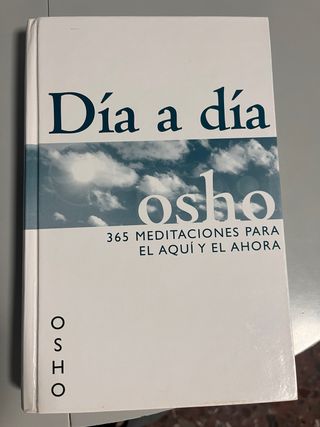 Día a día
osho
365 MEDITACIONES PARA
EL AQUÍ Y EL AHORA
OSHO